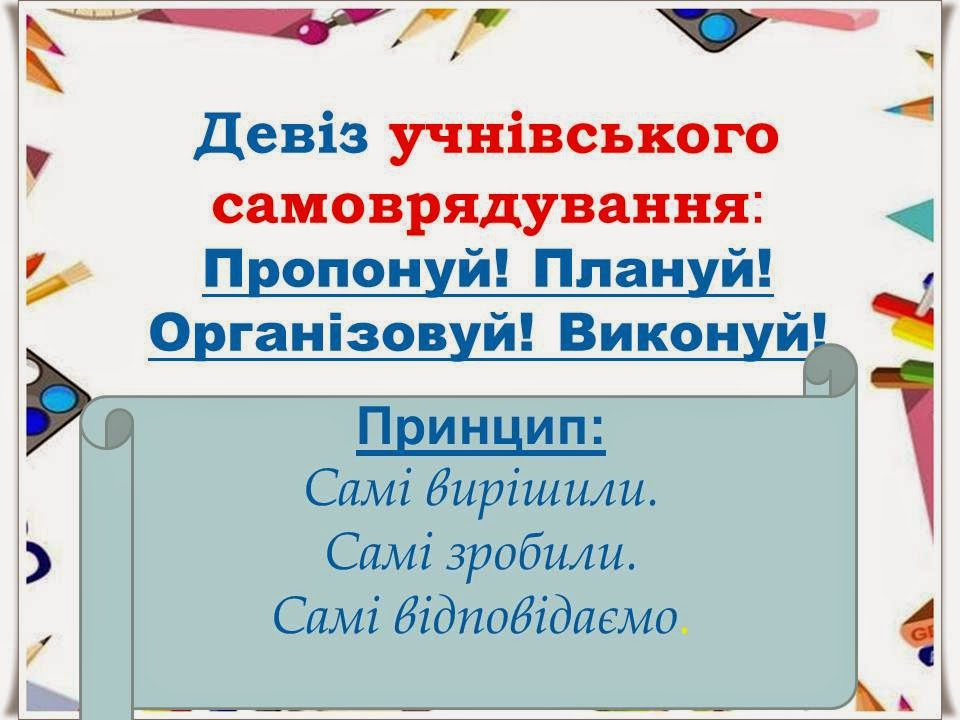 Девіз учнівського
самоврядування:
Пропонуй! Плануй!
Організовуй! Виконуй!
Принцип:
Самі вирішили.
Самі зробили.
Самі відповідаємо.